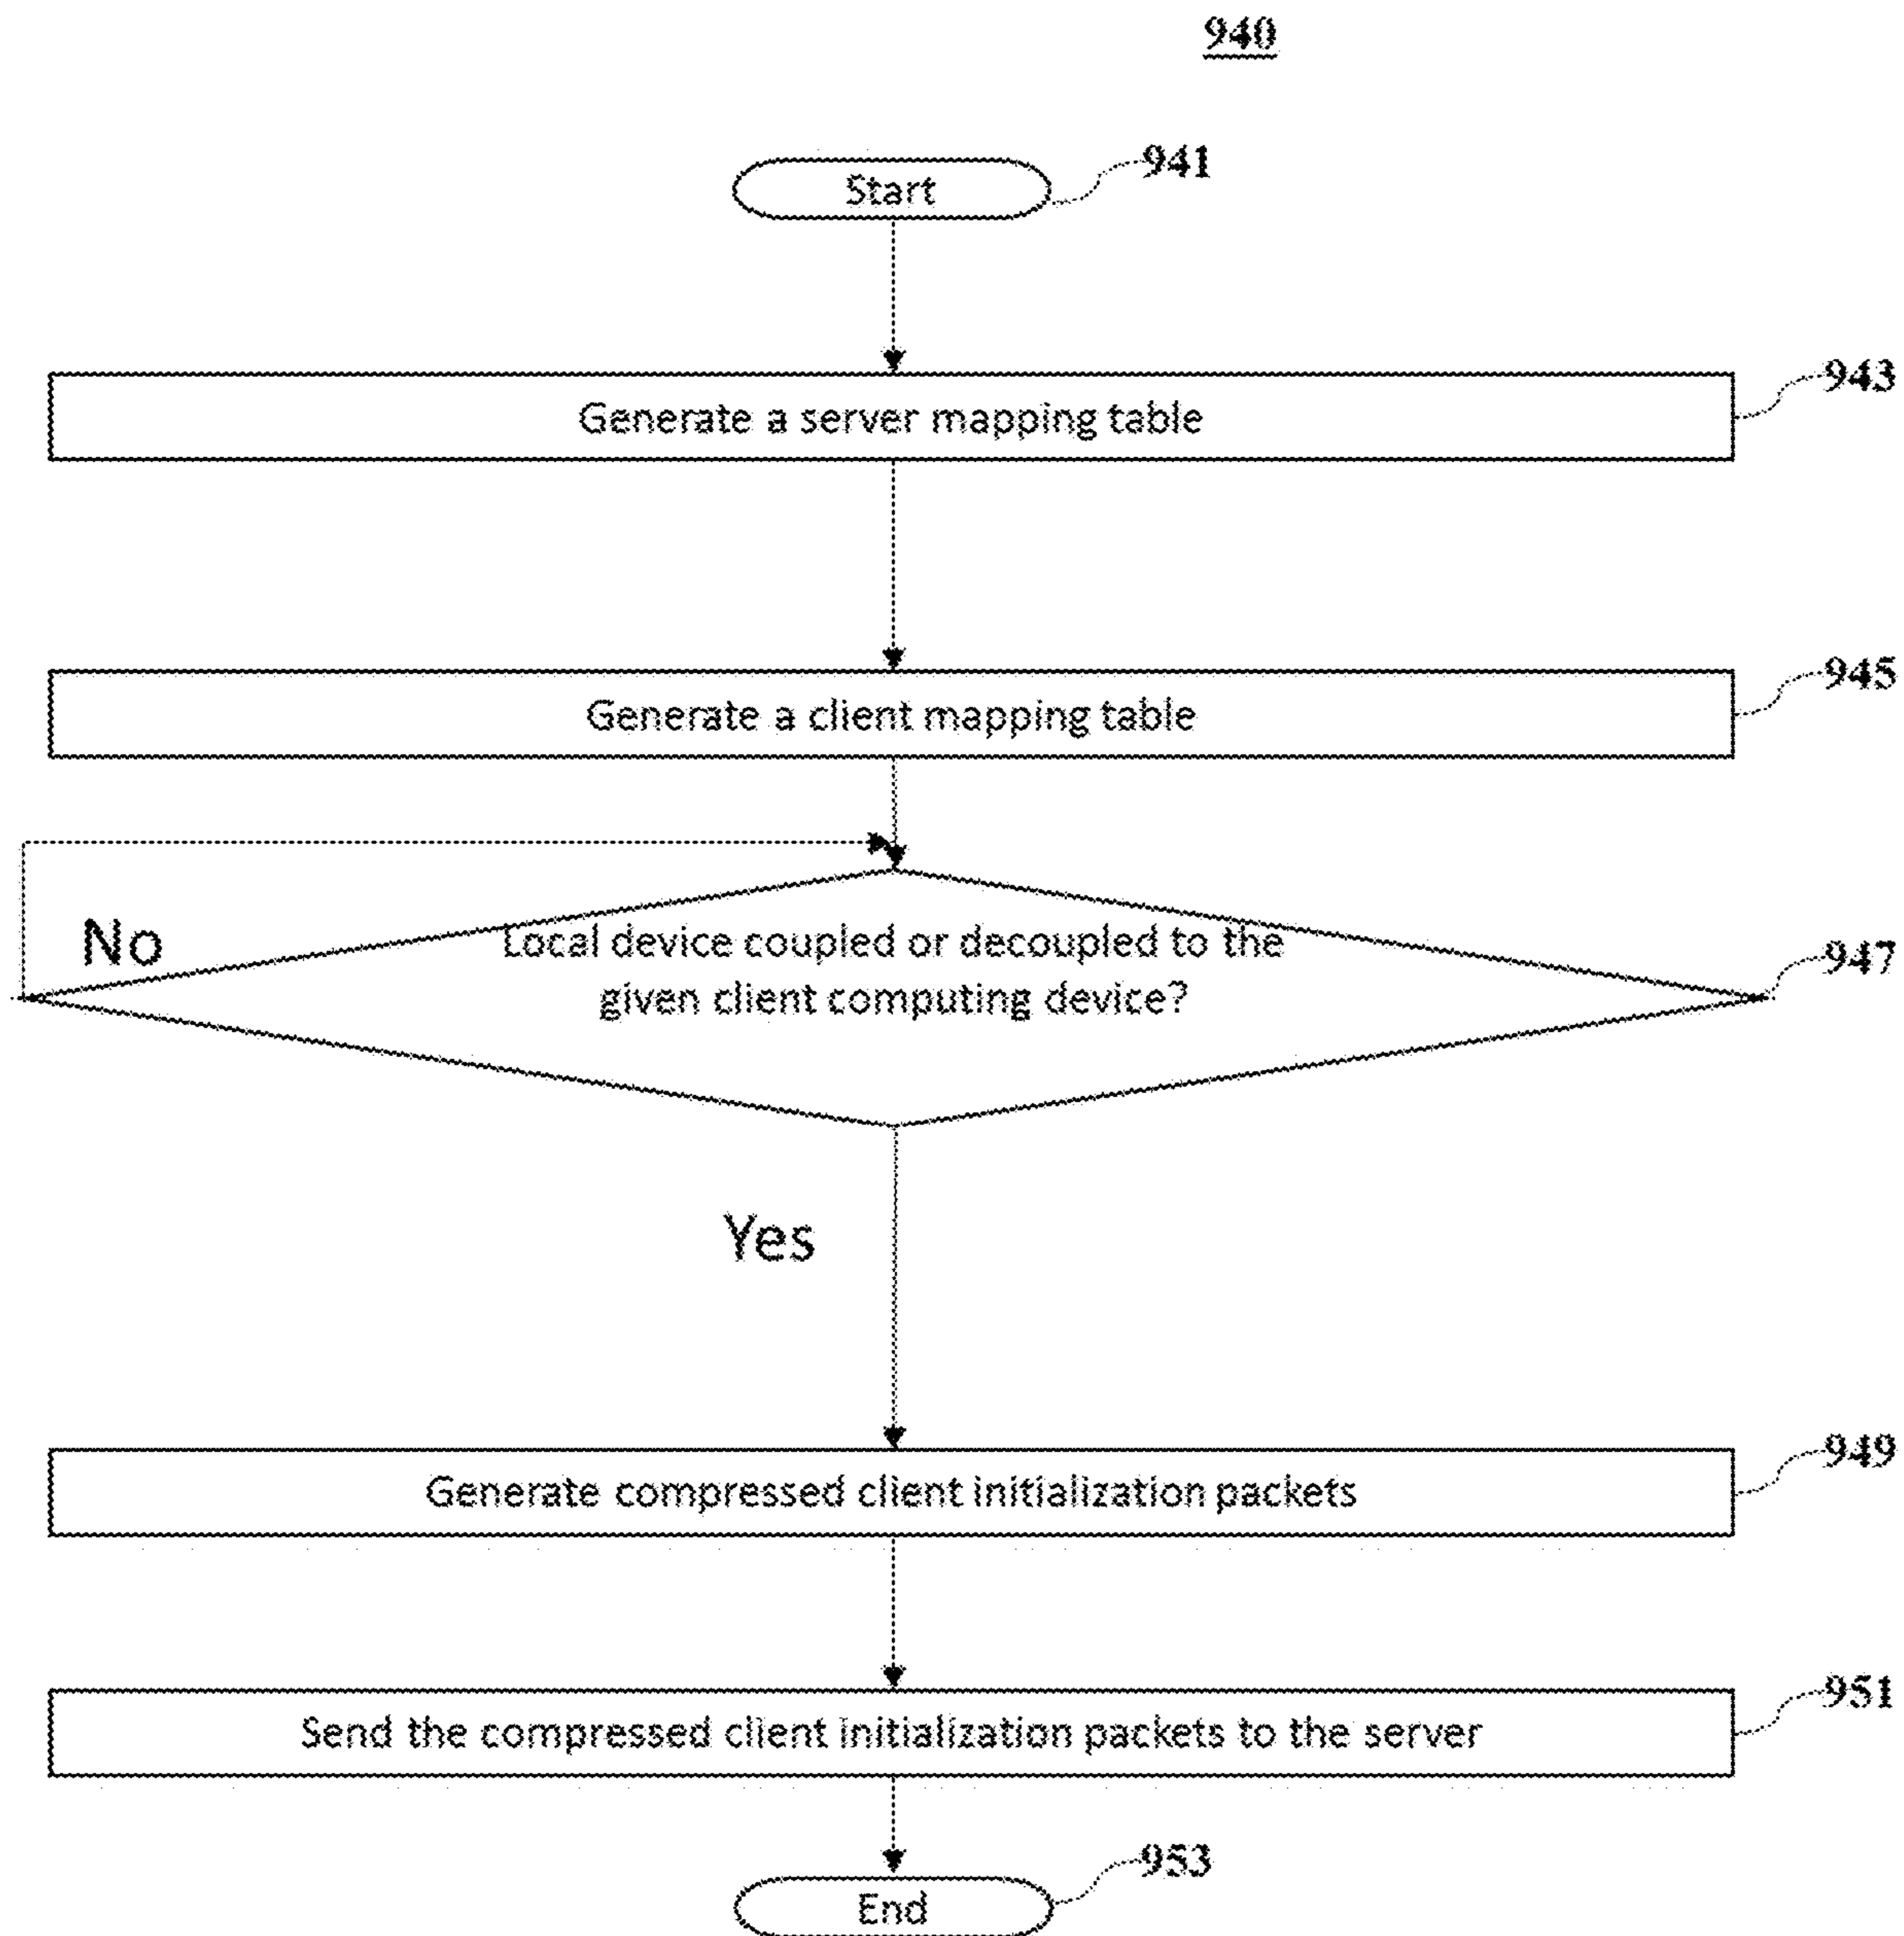 940
Start
941
Generate a server mapping table
943
Generate a client mapping table
945
No
Local device coupled or decoupled to the
given client computing device?
947
Yes
Generate compressed client initialization packets
949
Send the compressed client initialization packets to the server
951
End
953